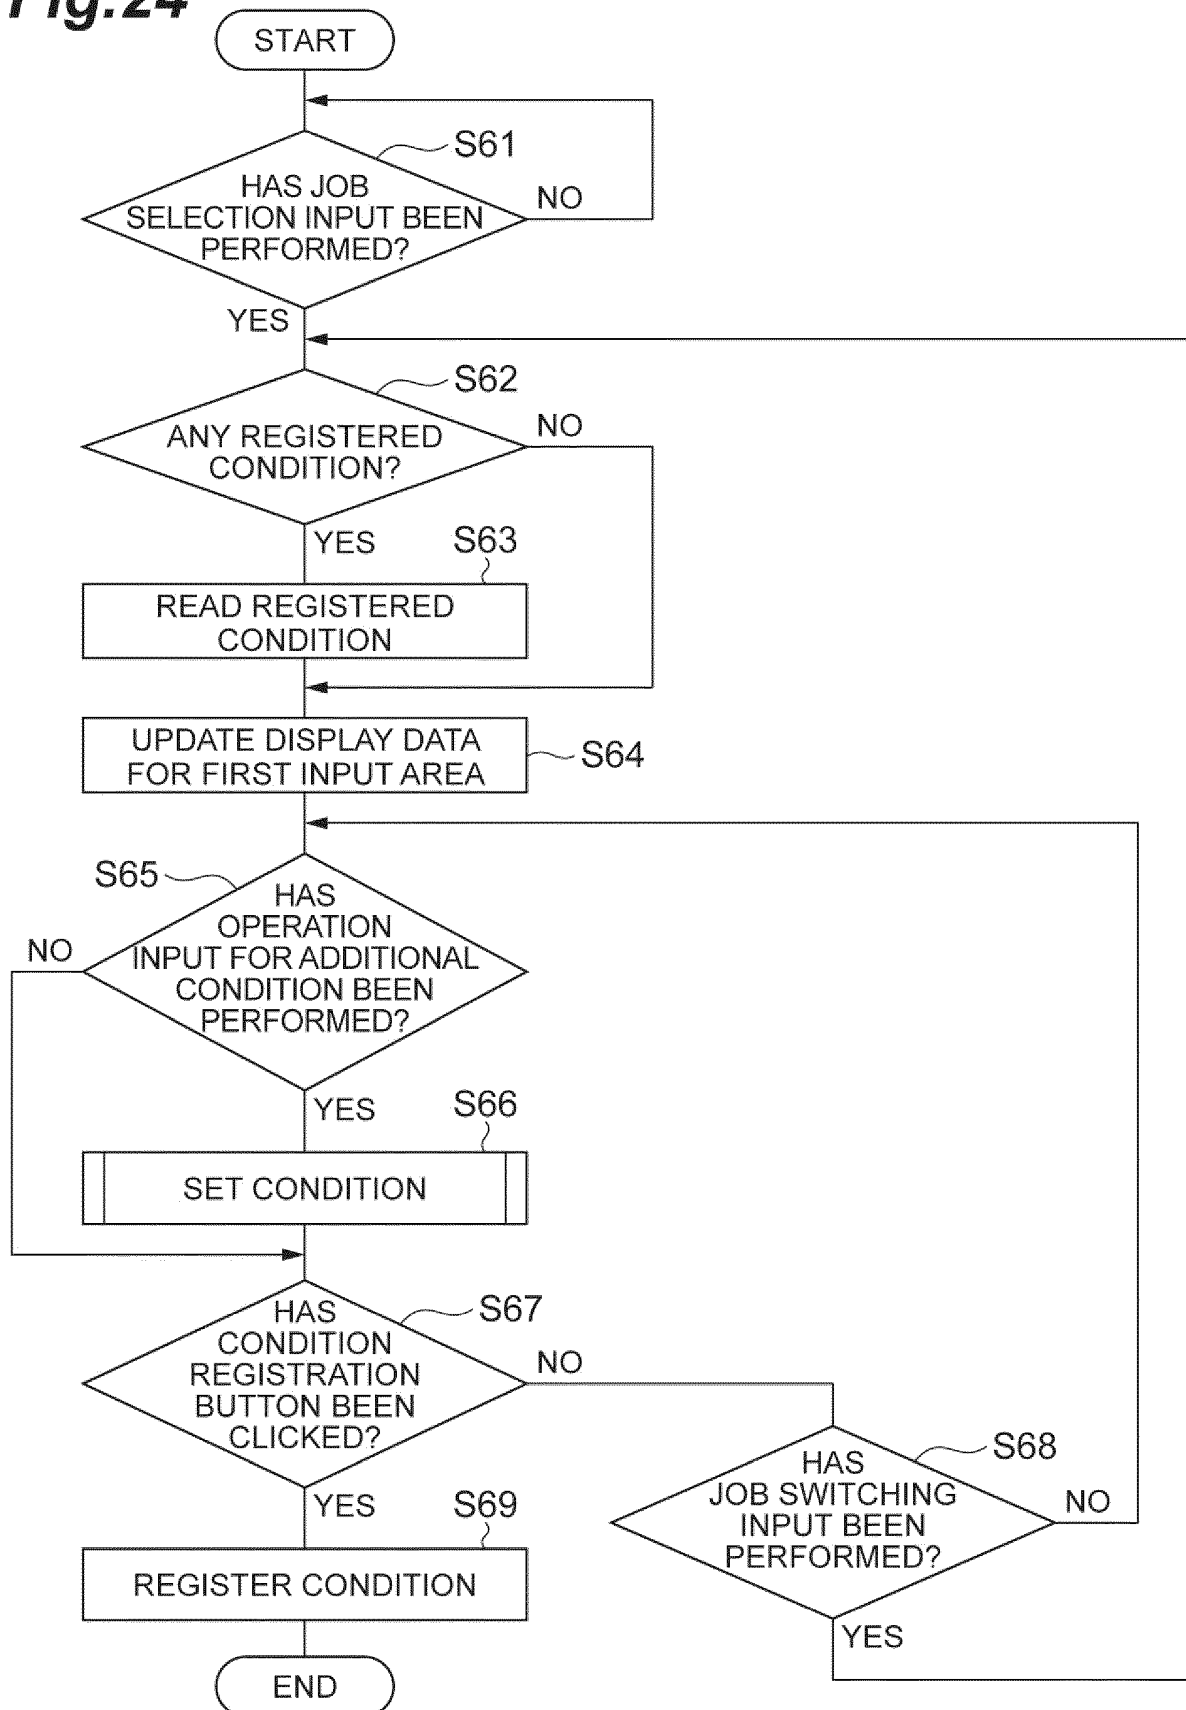 Fig.24
START
S61
HAS JOB
SELECTION INPUT BEEN
PERFORMED?
NO
YES
S62
ANY REGISTERED
CONDITION?
NO
YES
S63
READ REGISTERED
CONDITION
UPDATE DISPLAY DATA
FOR FIRST INPUT AREA
S64
S65
HAS
OPERATION
INPUT FOR ADDITIONAL
CONDITION BEEN
PERFORMED?
NO
YES
S66
SET CONDITION
S67
HAS
CONDITION
REGISTRATION
BUTTON BEEN
CLICKED?
NO
YES
S68
HAS
JOB SWITCHING
INPUT BEEN
PERFORMED?
NO
YES
S69
REGISTER CONDITION
END